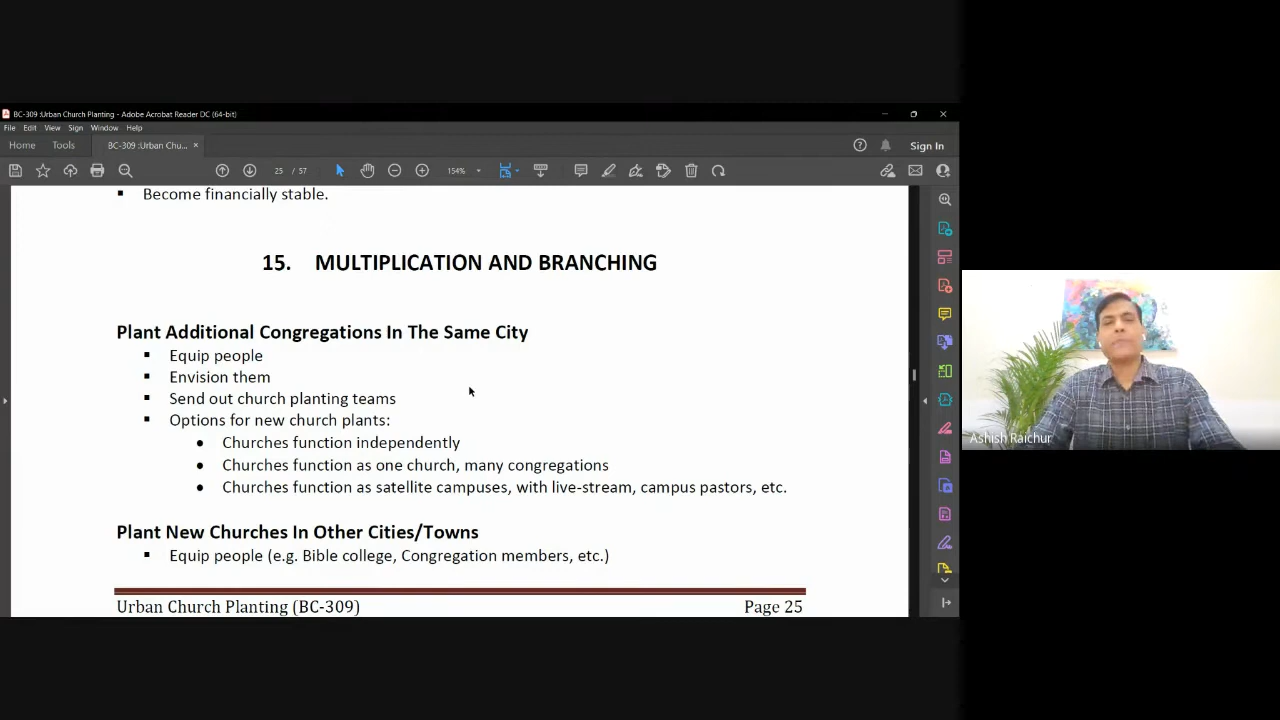 BC-309 :Urban Church Planting - Adobe Acrobat Reader DC (64-bit)
File Edit View Sign Window Help
Home Tools BC-309 :Urban Chu... × Sign In
25 / 57 154%
▪ Become financially stable.
15. MULTIPLICATION AND BRANCHING
Plant Additional Congregations In The Same City
▪ Equip people
▪ Envision them
▪ Send out church planting teams
▪ Options for new church plants:
• Churches function independently
• Churches function as one church, many congregations
• Churches function as satellite campuses, with live-stream, campus pastors, etc.
Plant New Churches In Other Cities/Towns
▪ Equip people (e.g. Bible college, Congregation members, etc.)
Urban Church Planting (BC-309) Page 25
Ashish Raichur